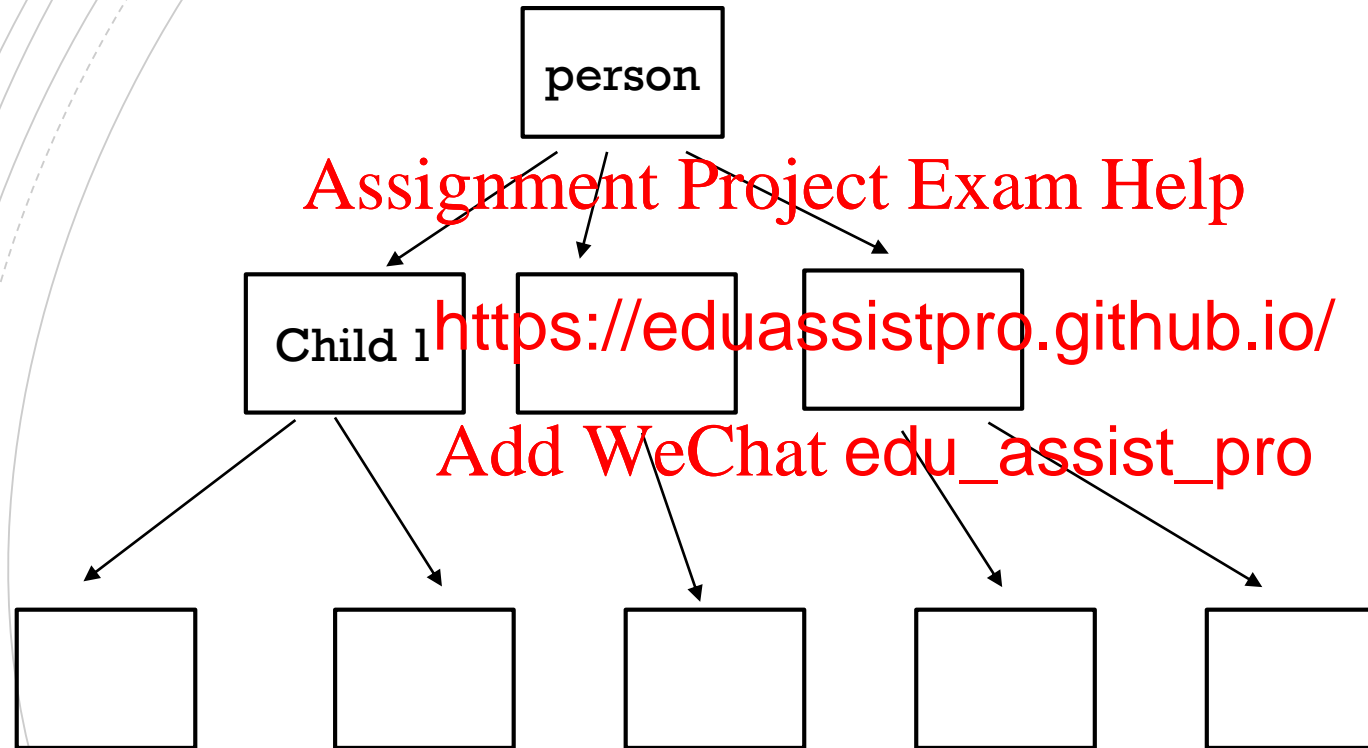 person
Assignment Project Exam Help
Child 1
https://eduassistpro.github.io/
Add WeChat edu_assist_pro